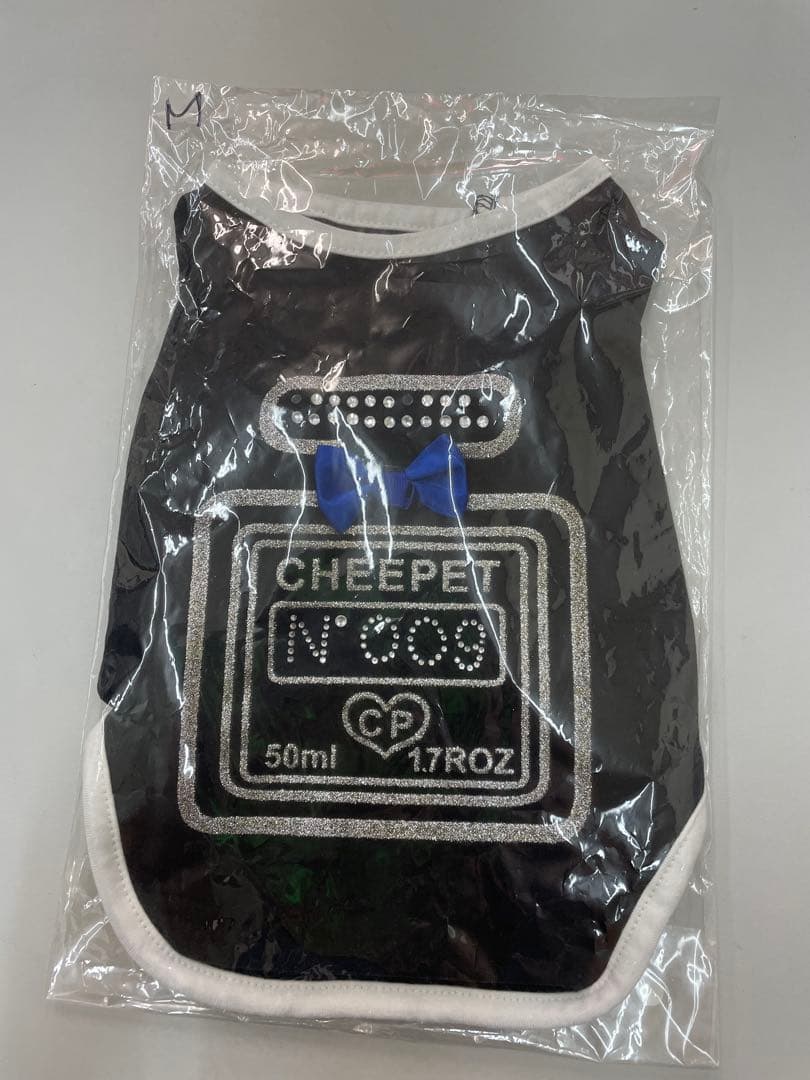 M
CHEEPET
N°009
CP
50ml 1.7ROZ